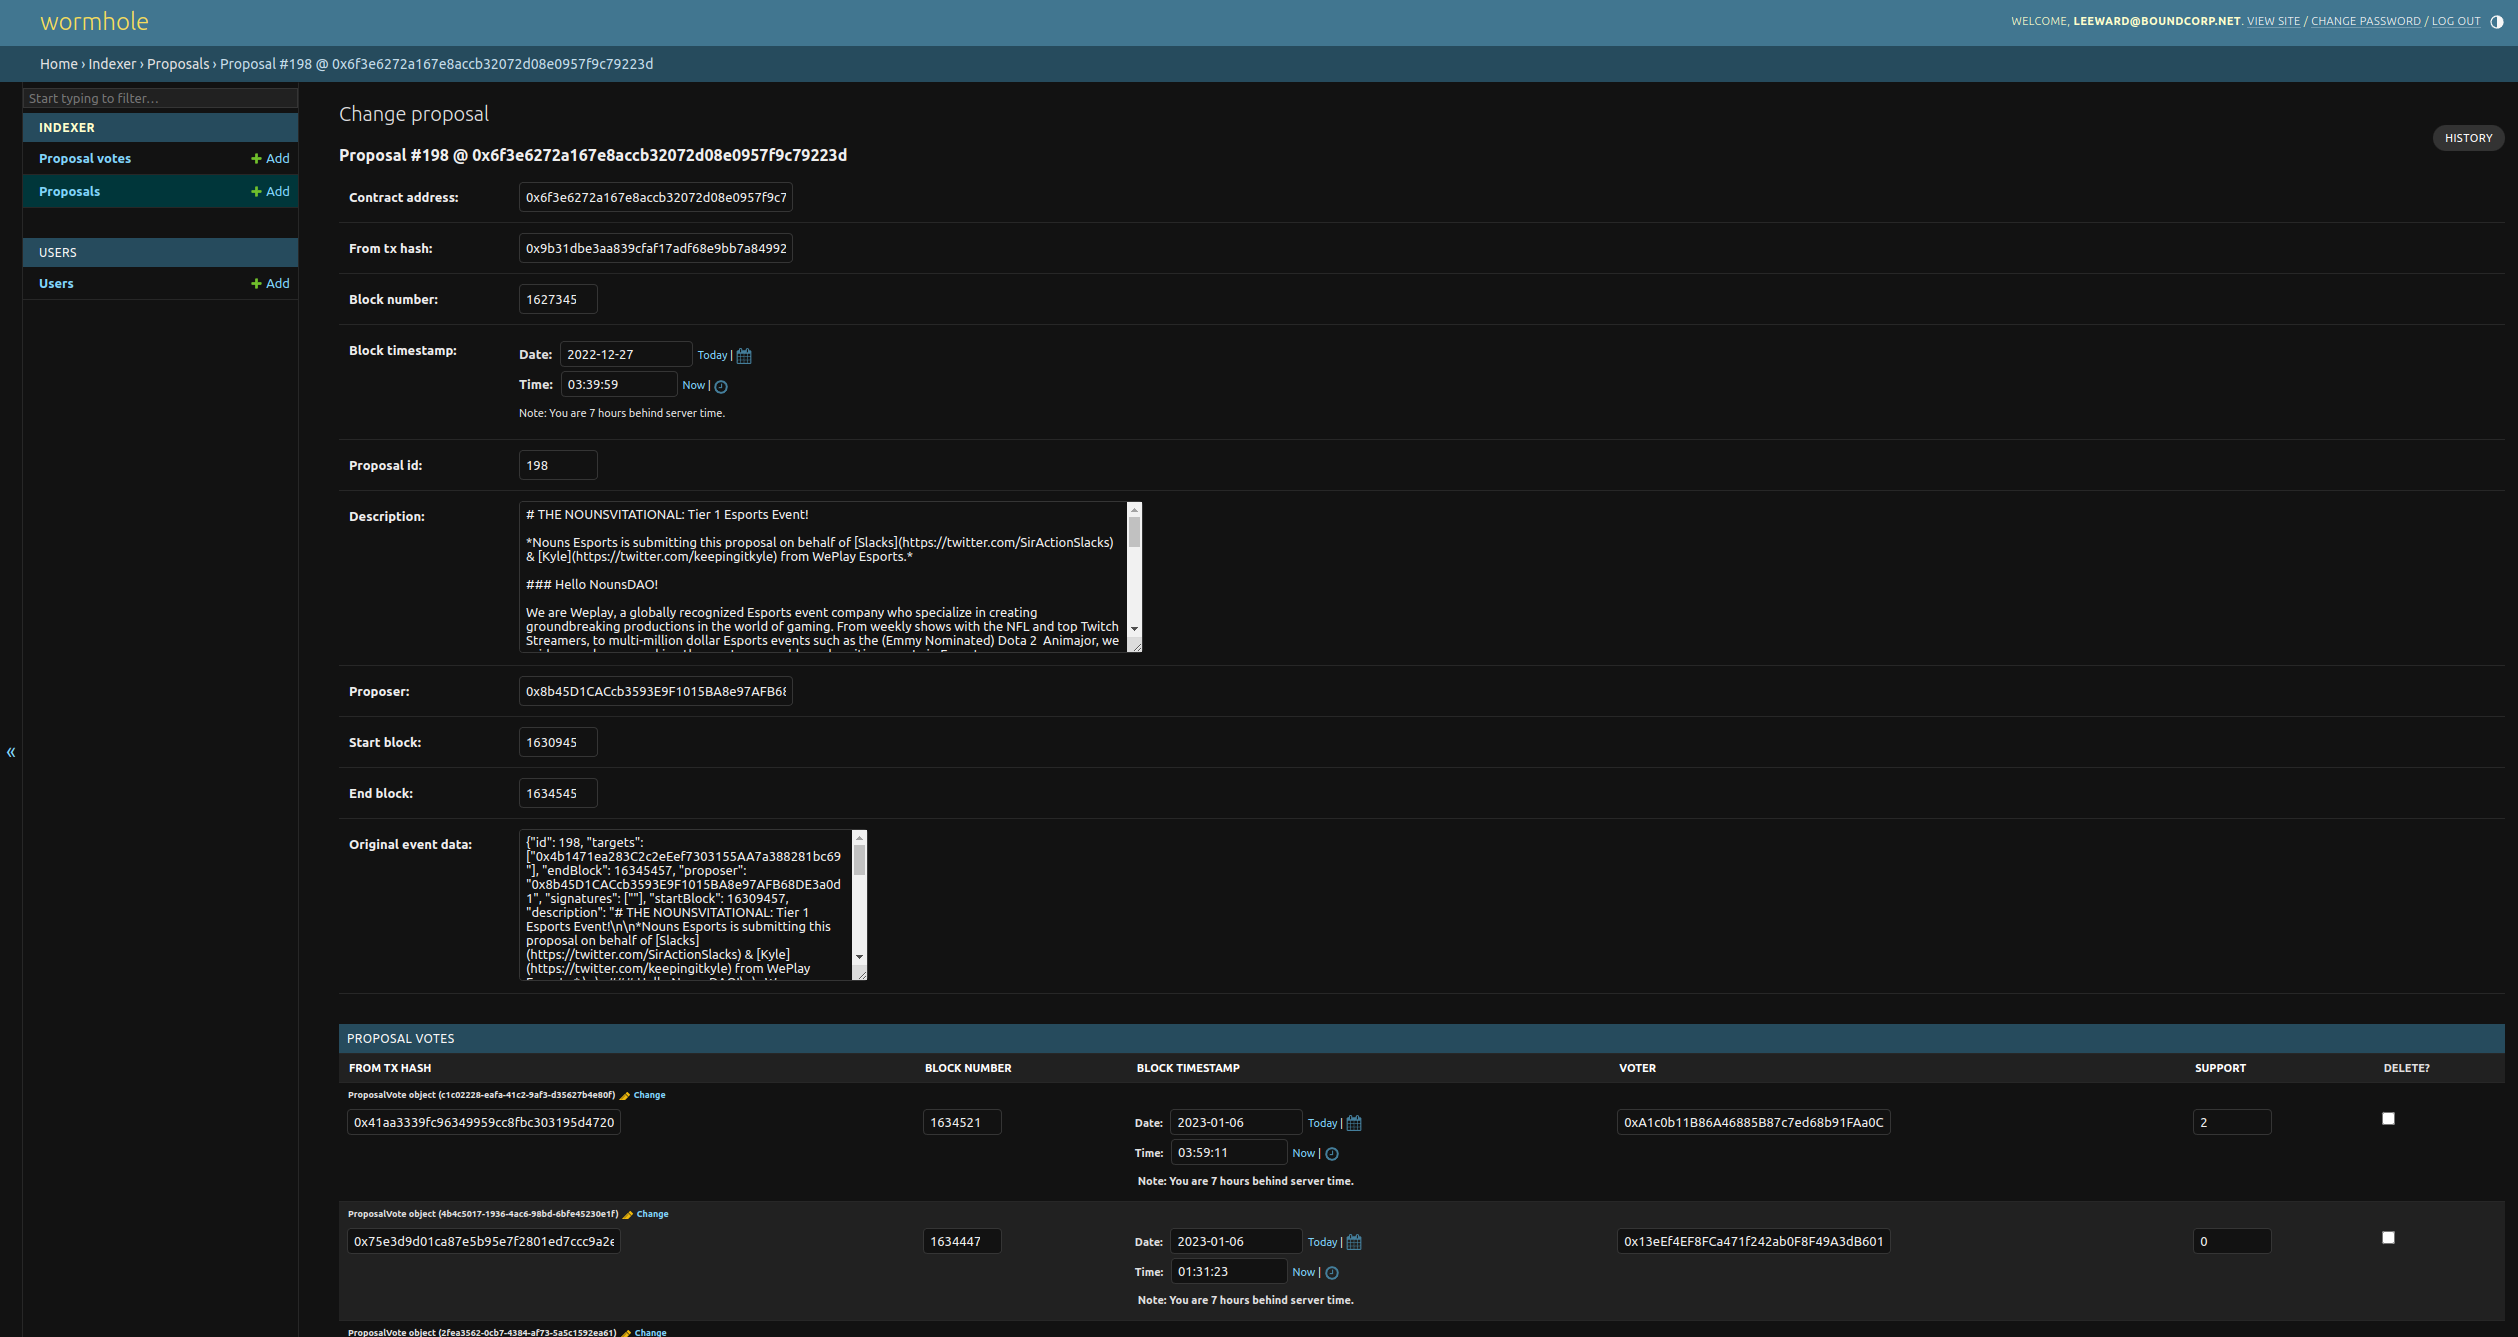 wormhole
WELCOME, LEEWARD@BOUNDCORP.NET. VIEW SITE / CHANGE PASSWORD / LOG OUT
Home › Indexer › Proposals › Proposal #198 @ 0x6f3e6272a167e8accb32072d08e0957f9c79223d
Start typing to filter...
INDEXER
Proposal votes + Add
Proposals + Add
USERS
Users + Add
«
Change proposal
HISTORY
Proposal #198 @ 0x6f3e6272a167e8accb32072d08e0957f9c79223d
Contract address: 0x6f3e6272a167e8accb32072d08e0957f9c7
From tx hash: 0x9b31dbe3aa839cfaf17adf68e9bb7a84992
Block number: 1627345
Block timestamp: Date: 2022-12-27 Today |
Time: 03:39:59 Now |
Note: You are 7 hours behind server time.
Proposal id: 198
Description: # THE NOUNSVITATIONAL: Tier 1 Esports Event!
*Nouns Esports is submitting this proposal on behalf of [Slacks](https://twitter.com/SirActionSlacks)
& [Kyle](https://twitter.com/keepingitkyle) from WePlay Esports.*
### Hello NounsDAO!
We are Weplay, a globally recognized Esports event company who specialize in creating
groundbreaking productions in the world of gaming. From weekly shows with the NFL and top Twitch
Streamers, to multi-million dollar Esports events such as the (Emmy Nominated) Dota 2  Animajor, we
Proposer: 0x8b45D1CACcb3593E9F1015BA8e97AFB68
Start block: 1630945
End block: 1634545
Original event data: {"id": 198, "targets":
["0x4b1471ea283C2c2eEef7303155AA7a388281bc69
"], "endBlock": 16345457, "proposer":
"0x8b45D1CACcb3593E9F1015BA8e97AFB68DE3a0d
1", "signatures": [""], "startBlock": 16309457,
"description": "# THE NOUNSVITATIONAL: Tier 1
Esports Event!\n\n*Nouns Esports is submitting this
proposal on behalf of [Slacks]
(https://twitter.com/SirActionSlacks) & [Kyle]
(https://twitter.com/keepingitkyle) from WePlay
PROPOSAL VOTES
FROM TX HASH BLOCK NUMBER BLOCK TIMESTAMP VOTER SUPPORT DELETE?
ProposalVote object (c1c02228-eafa-41c2-9af3-d35627b4e80f) Change
0x41aa3339fc96349959cc8fbc303195d4720 1634521 Date: 2023-01-06 Today | 0xA1c0b11B86A46885B87c7ed68b91FAa0C 2
Time: 03:59:11 Now |
Note: You are 7 hours behind server time.
ProposalVote object (4b4c5017-1936-4ac6-98bd-6bfe45230e1f) Change
0x75e3d9d01ca87e5b95e7f2801ed7ccc9a2e 1634447 Date: 2023-01-06 Today | 0x13eEf4EF8FCa471f242ab0F8F49A3dB601 0
Time: 01:31:23 Now |
Note: You are 7 hours behind server time.
ProposalVote object (2fea3562-0cb7-4384-af73-5a5c1592ea61) Change